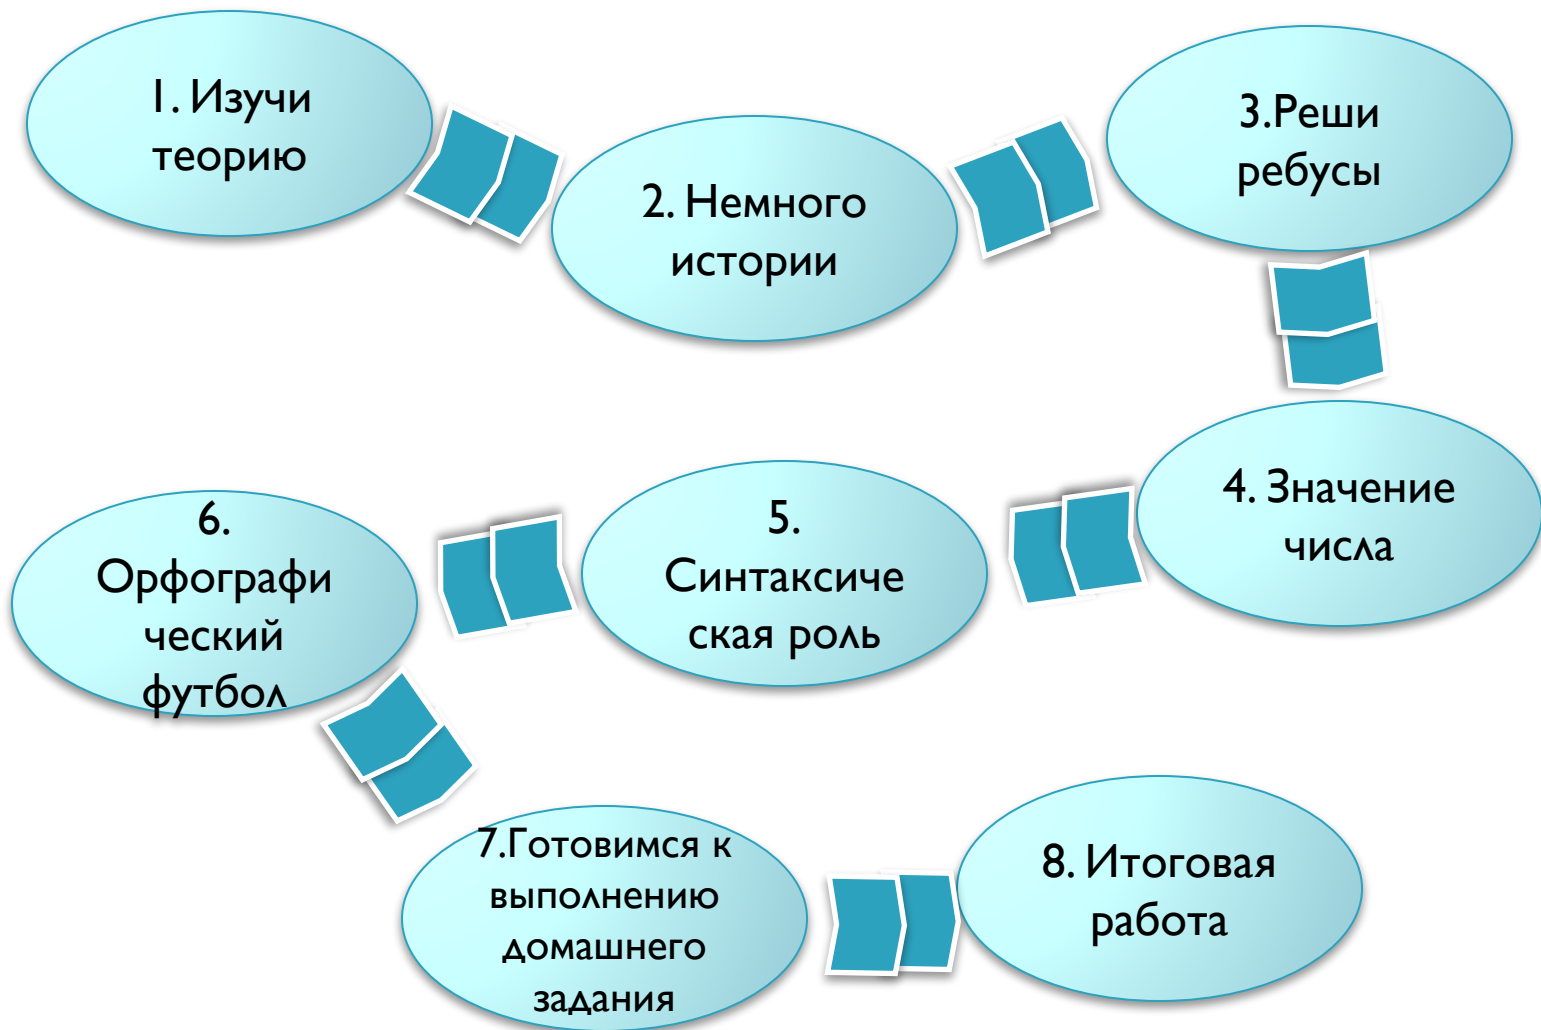 1. Изучи
теорию
2. Немного
истории
3.Реши
ребусы
4. Значение
числа
5.
Синтаксиче
ская роль
6.
Орфографи
ческий
футбол
7.Готовимся к
выполнению
домашнего
задания
8. Итоговая
работа